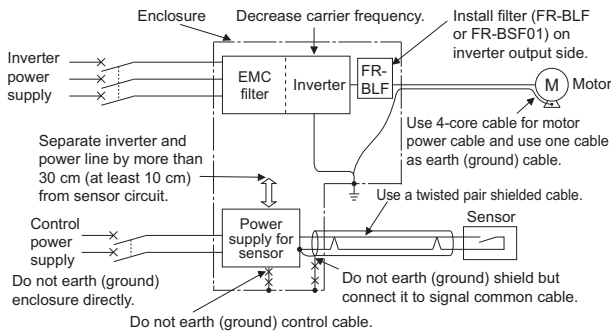 Enclosure
Decrease carrier frequency.
Install filter (FR-BLF
or FR-BSF01) on
inverter output side.
Inverter
power
supply
EMC
filter
Inverter
FR-
BLF
M
Motor
Use 4-core cable for motor
power cable and use one cable
as earth (ground) cable.
Separate inverter and
power line by more than
30 cm (at least 10 cm)
from sensor circuit.
Use a twisted pair shielded cable.
Control
power
supply
Power
supply for
sensor
Sensor
Do not earth (ground)
enclosure directly.
Do not earth (ground) shield but
connect it to signal common cable.
Do not earth (ground) control cable.